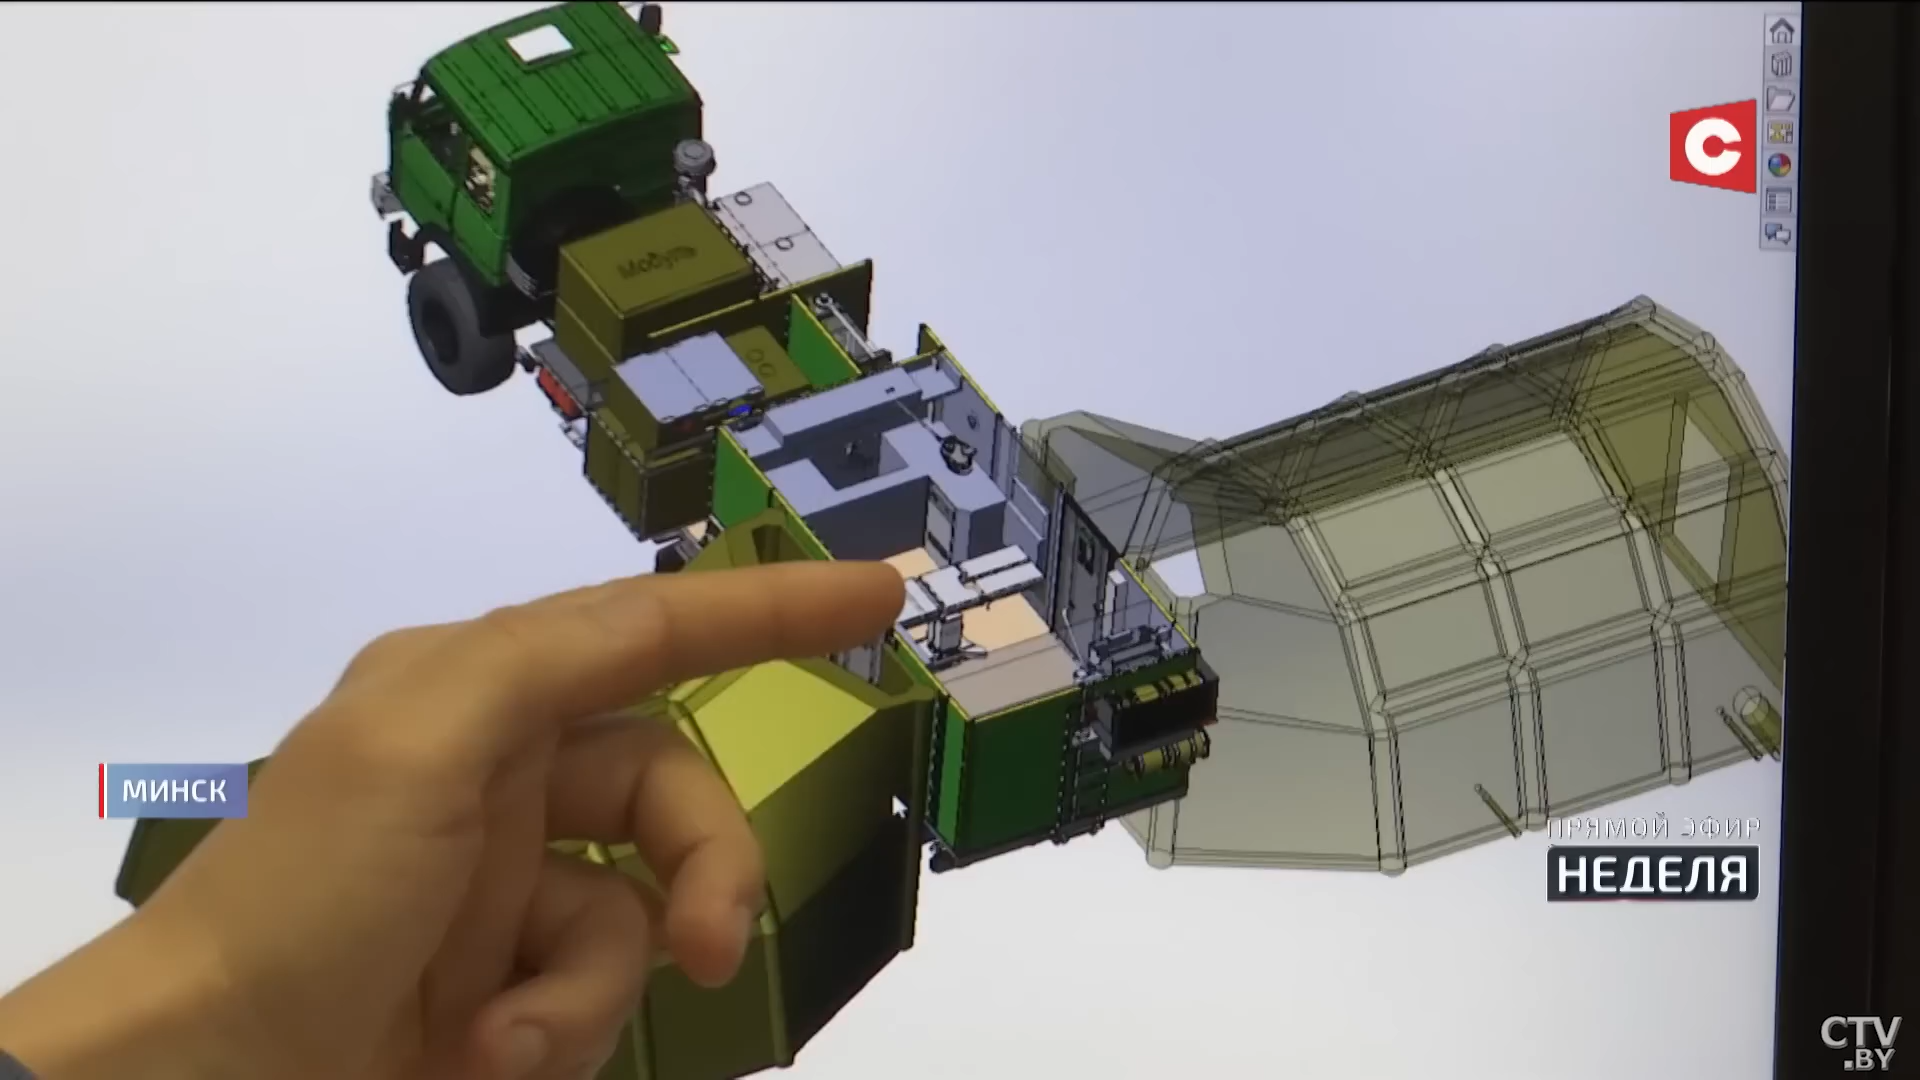 Модуль
МИНСК
ПРЯМОЙ ЭФИР
НЕДЕЛЯ
CTV
.BY